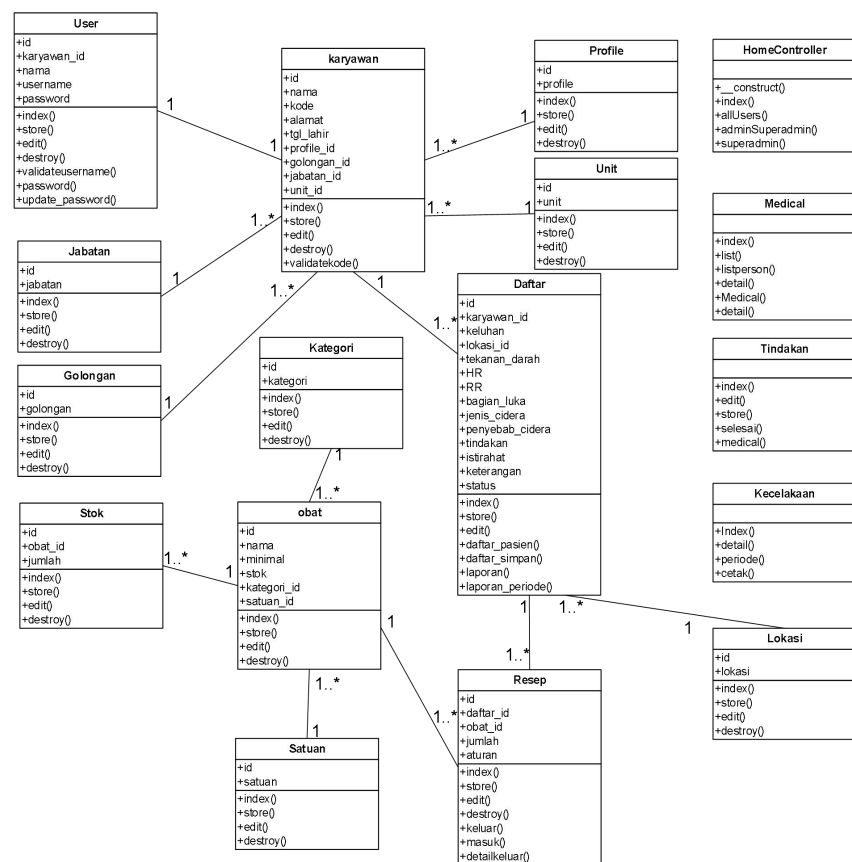 User
+id
+karyawan_id
+nama
+username
+password
+index()
+store()
+edit()
+destroy()
+validateusername()
+password()
+update_password()
1
1
karyawan
+id
+nama
+kode
+alamat
+tgl_lahir
+profile_id
+golongan_id
+jabatan_id
+unit_id
+index()
+store()
+edit()
+destroy()
+validatekode()
Profile
+id
+profile
+index()
+store()
+edit()
+destroy()
1
1..*
HomeController
+__construct()
+index()
+allUsers()
+adminSuperadmin()
+superadmin()
Unit
+id
+unit
+index()
+store()
+edit()
+destroy()
1
1..*
Medical
+index()
+list()
+listperson()
+detail()
+Medical()
+detail()
Jabatan
+id
+jabatan
+index()
+store()
+edit()
+destroy()
1
1..*
Golongan
+id
+golongan
+index()
+store()
+edit()
+destroy()
1
1..*
Kategori
+id
+kategori
+index()
+store()
+edit()
+destroy()
1
1..*
Daftar
+id
+karyawan_id
+keluhan
+lokasi_id
+tekanan_darah
+HR
+RR
+bagian_luka
+jenis_cidera
+penyebab_cidera
+tindakan
+istirahat
+keterangan
+status
+index()
+store()
+edit()
+daftar_pasien()
+daftar_simpan()
+laporan()
+laporan_periode()
1
1..*
Tindakan
+index()
+edit()
+store()
+selesai()
+medical()
Kecelakaan
+Index()
+detail()
+periode()
+cetak()
Stok
+id
+obat_id
+jumlah
+index()
+store()
+edit()
+destroy()
1..*
1
obat
+id
+nama
+minimal
+stok
+kategori_id
+satuan_id
+index()
+store()
+edit()
+destroy()
1
1..*
1..*
1
Satuan
+id
+satuan
+index()
+store()
+edit()
+destroy()
1
1..*
Resep
+id
+daftar_id
+obat_id
+jumlah
+aturan
+index()
+store()
+edit()
+destroy()
+keluar()
+masuk()
+detailkeluar()
1..*
1
Lokasi
+id
+lokasi
+index()
+store()
+edit()
+destroy()